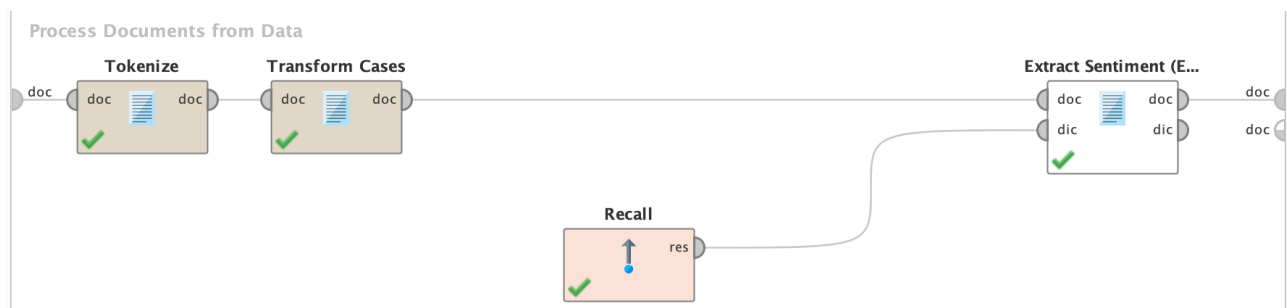 Process Documents from Data
Tokenize
Transform Cases
Extract Sentiment (E...
doc
doc
doc
doc
doc
doc
doc
doc
dic
dic
doc
Recall
res